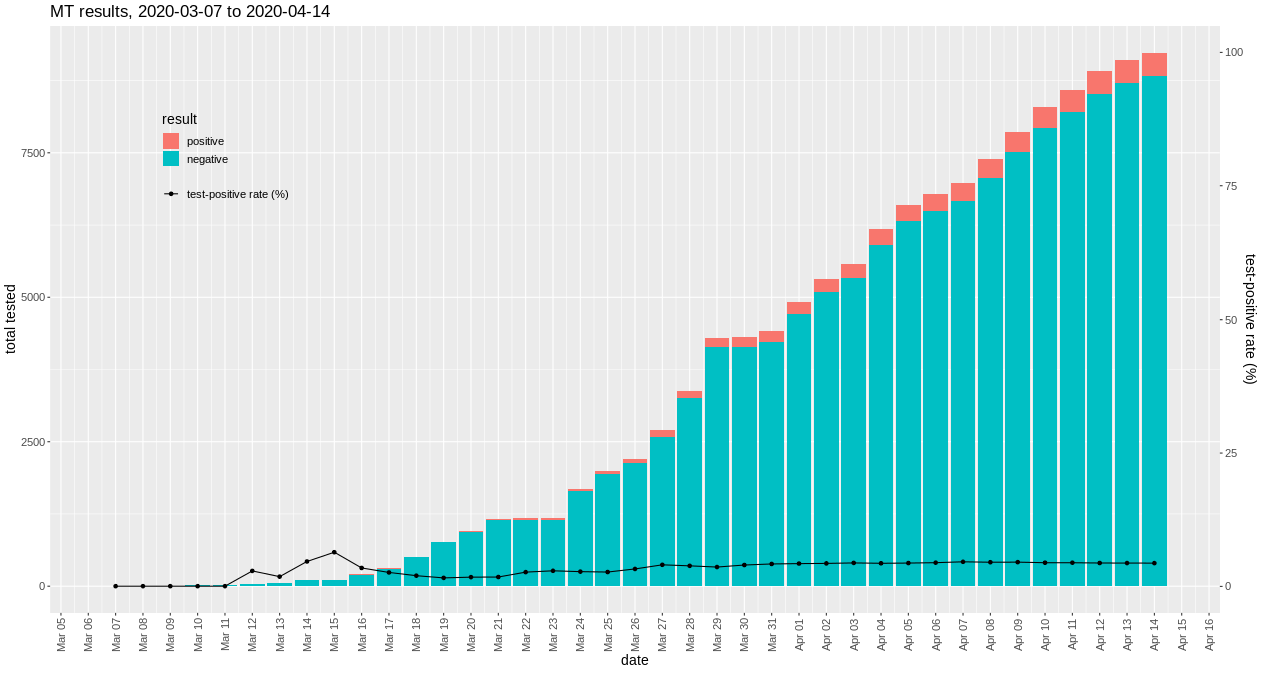 MT results, 2020-03-07 to 2020-04-14
result
positive
negative
test-positive rate (%)
total tested
7500
5000
2500
0
100
75
50
25
0
test-positive rate (%)
Mar 05
Mar 06
Mar 07
Mar 08
Mar 09
Mar 10
Mar 11
Mar 12
Mar 13
Mar 14
Mar 15
Mar 16
Mar 17
Mar 18
Mar 19
Mar 20
Mar 21
Mar 22
Mar 23
Mar 24
Mar 25
Mar 26
Mar 27
Mar 28
Mar 29
Mar 30
Mar 31
Apr 01
Apr 02
Apr 03
Apr 04
Apr 05
Apr 06
Apr 07
Apr 08
Apr 09
Apr 10
Apr 11
Apr 12
Apr 13
Apr 14
Apr 15
Apr 16
date